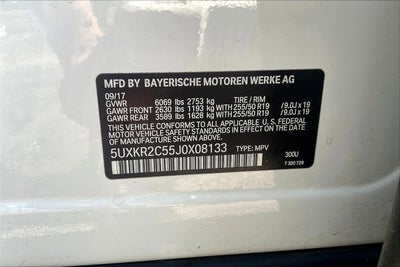 MFD BY BAYERISCHE MOTOREN WERKE AG
09/17
GVWR 6069 lbs 2753 kg TIRE / RIM
GAWR FRONT 2630 lbs 1193 kg WITH 255/50 R19 /9.0J x 19
GAWR REAR 3589 lbs 1628 kg WITH 255/50 R19 /9.0J x 19
THIS VEHICLE CONFORMS TO ALL APPLICABLE FEDERAL
MOTOR VEHICLE SAFETY STANDARDS IN EFFECT ON THE DATE
OF MANUFACTURE SHOWN ABOVE.
5UXKR2C55J0X08133 TYPE: MPV 300U
7 320 729